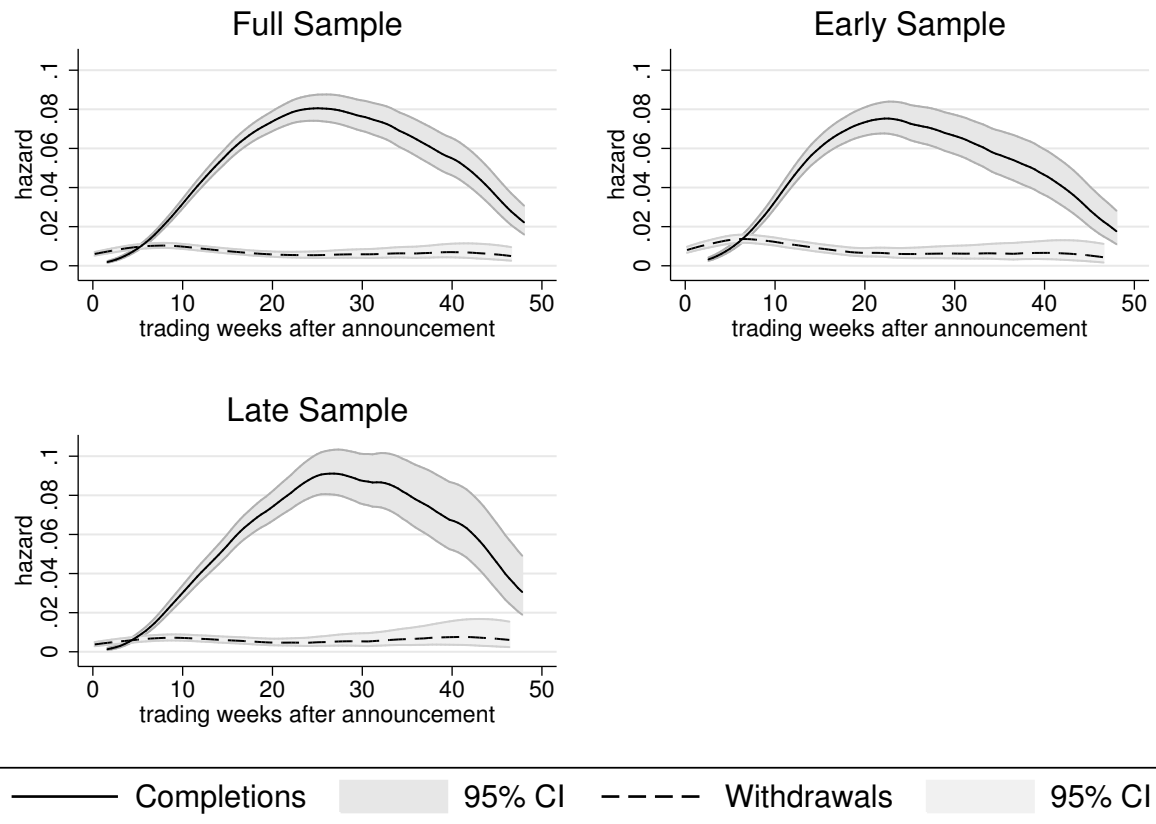 Full Sample
hazard
0 .02 .04 .06 .08 .1
0 10 20 30 40 50
trading weeks after announcement
Early Sample
hazard
0 .02 .04 .06 .08 .1
0 10 20 30 40 50
trading weeks after announcement
Late Sample
hazard
0 .02 .04 .06 .08 .1
0 10 20 30 40 50
trading weeks after announcement
Completions 95% CI Withdrawals 95% CI